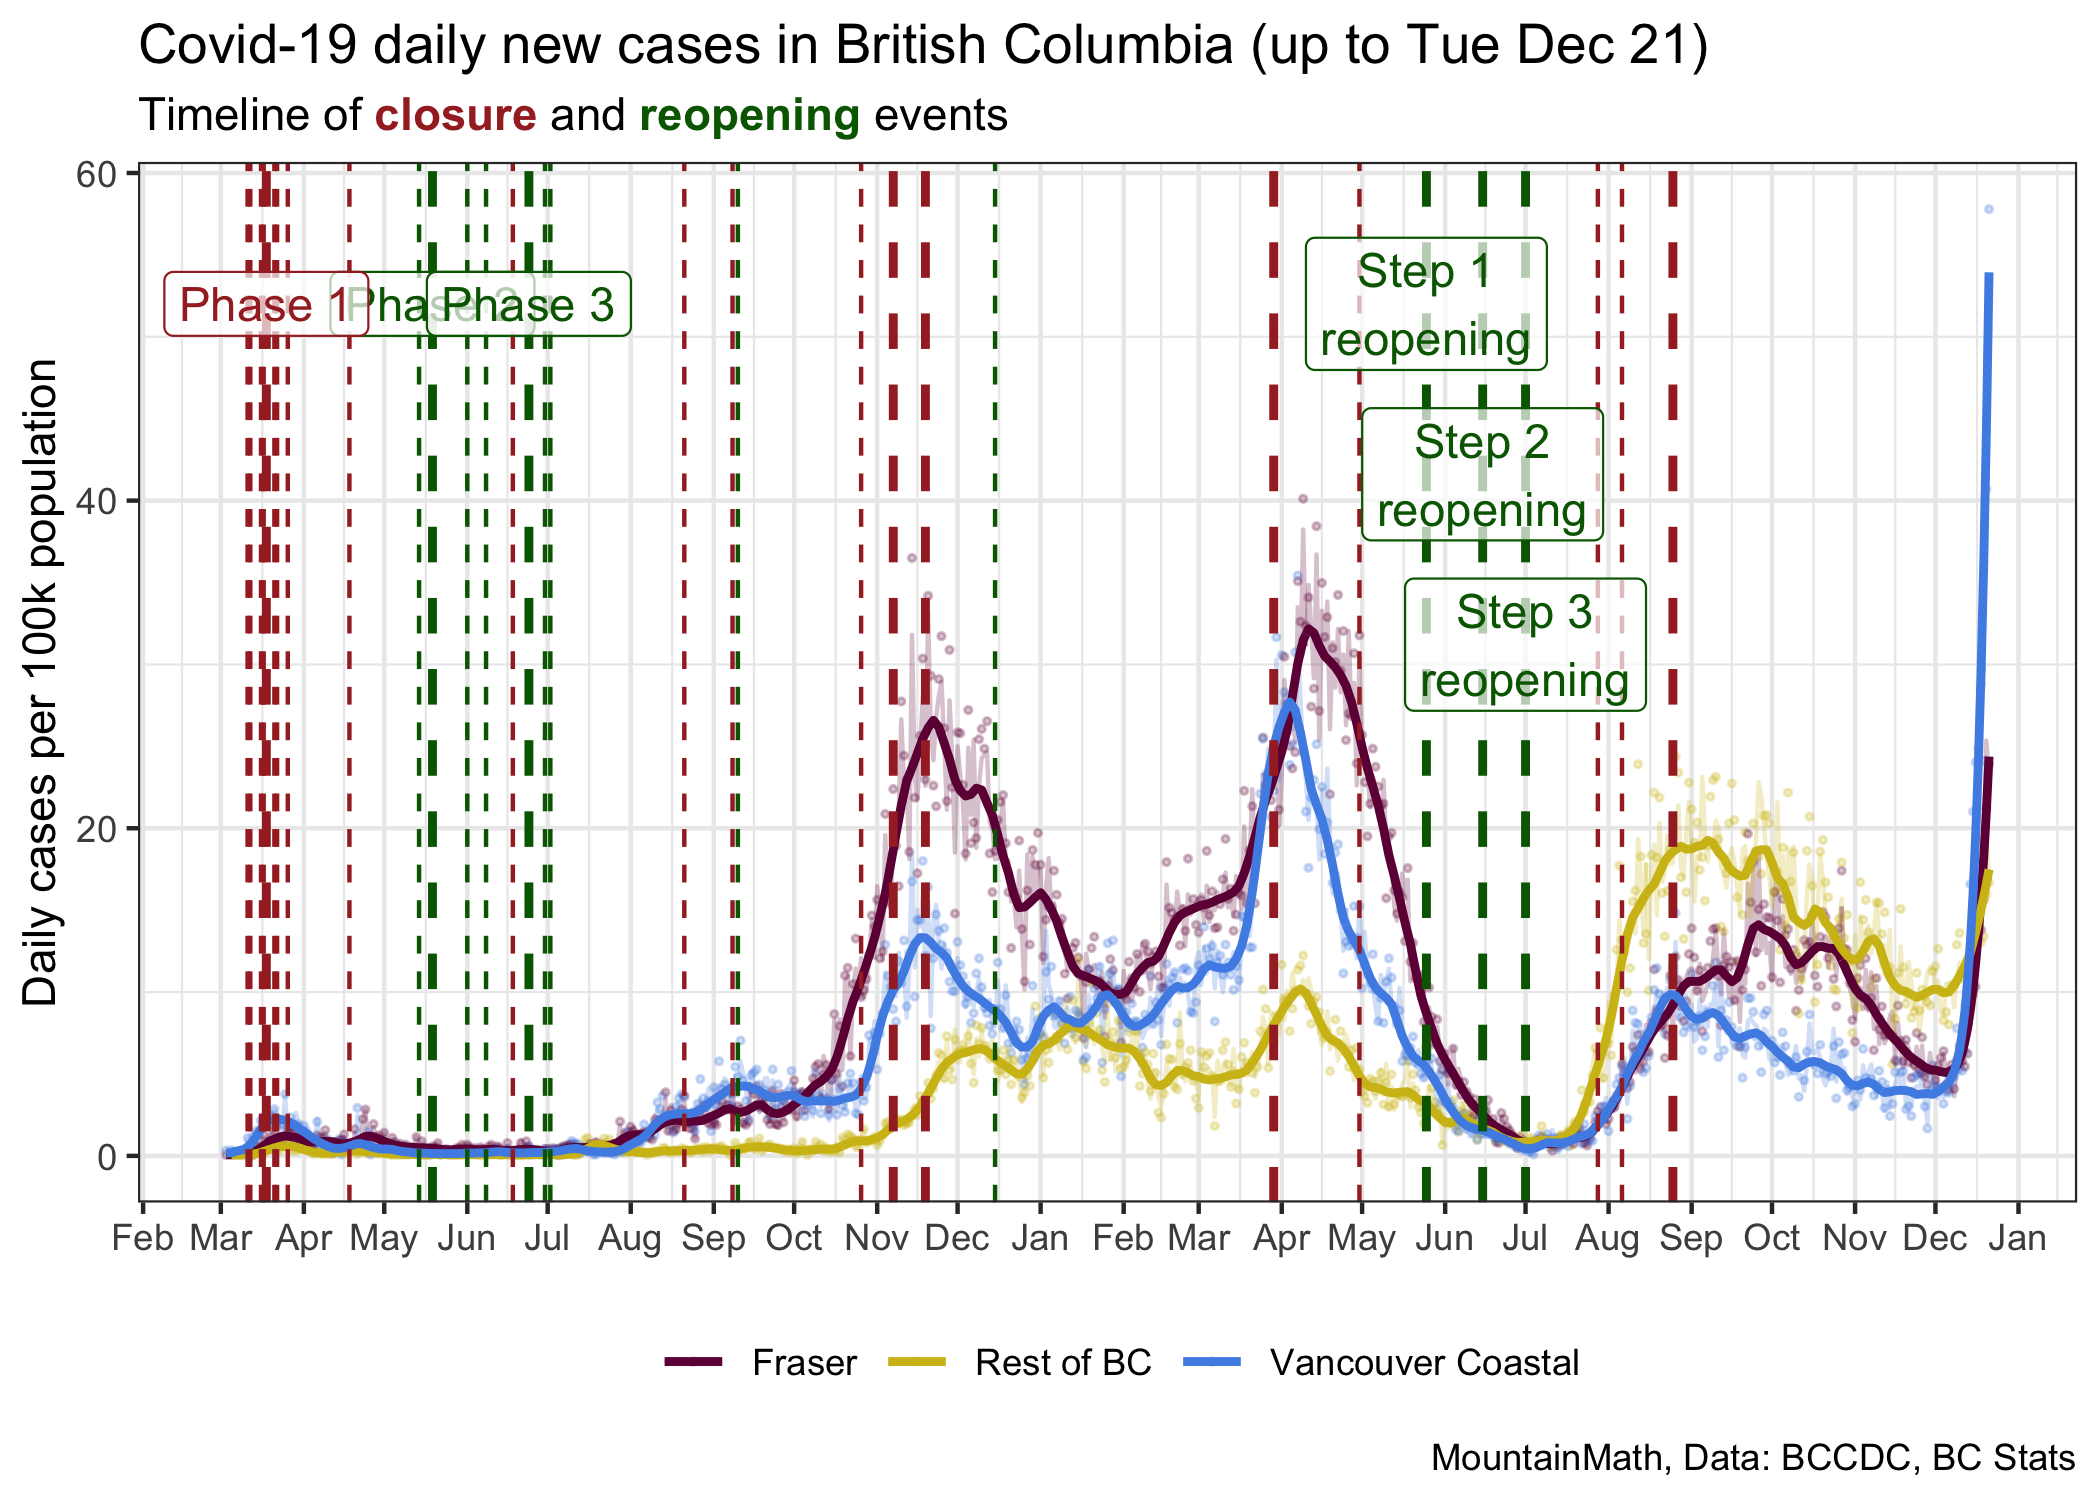 Covid-19 daily new cases in British Columbia (up to Tue Dec 21)
Timeline of closure and reopening events
Daily cases per 100k population
60
40
20
0
Phase 1
Phase 2
Phase 3
Step 1
reopening
Step 2
reopening
Step 3
reopening
Feb Mar Apr May Jun Jul Aug Sep Oct Nov Dec Jan Feb Mar Apr May Jun Jul Aug Sep Oct Nov Dec Jan
Fraser Rest of BC Vancouver Coastal
MountainMath, Data: BCCDC, BC Stats